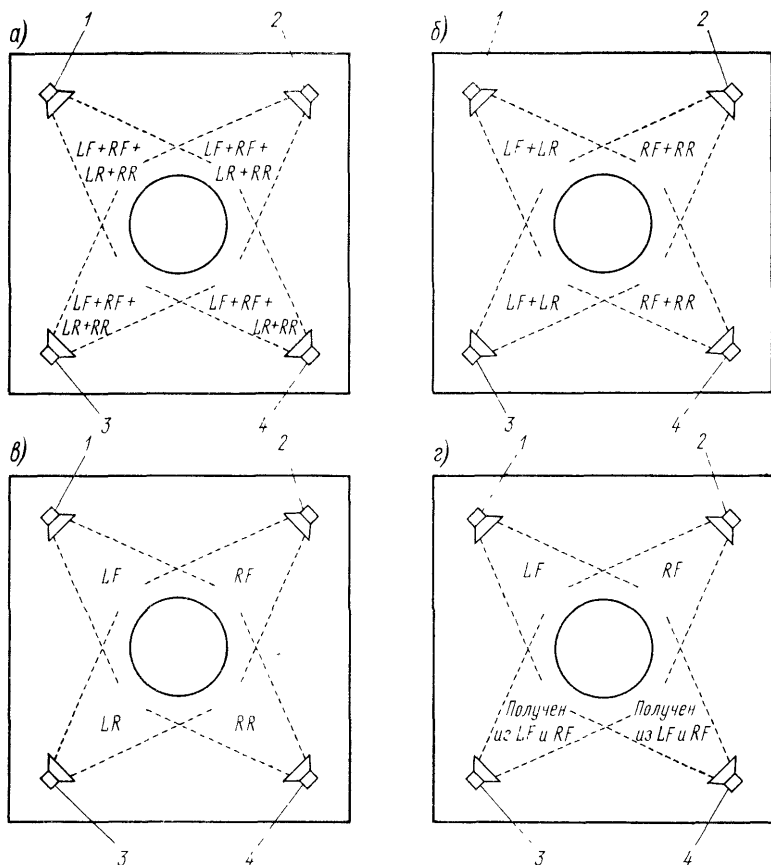 а)
1
2
LF+RF+
LR+RR
LF+RF+
LR+RR
LF+RF+
LR+RR
LF+RF+
LR+RR
3
4
б)
1
2
LF+LR
RF+RR
LF+LR
RF+RR
3
4
в)
1
2
LF
RF
LR
RR
3
4
г)
1
2
LF
RF
Получен
из LF и RF
Получен
из LF и RF
3
4